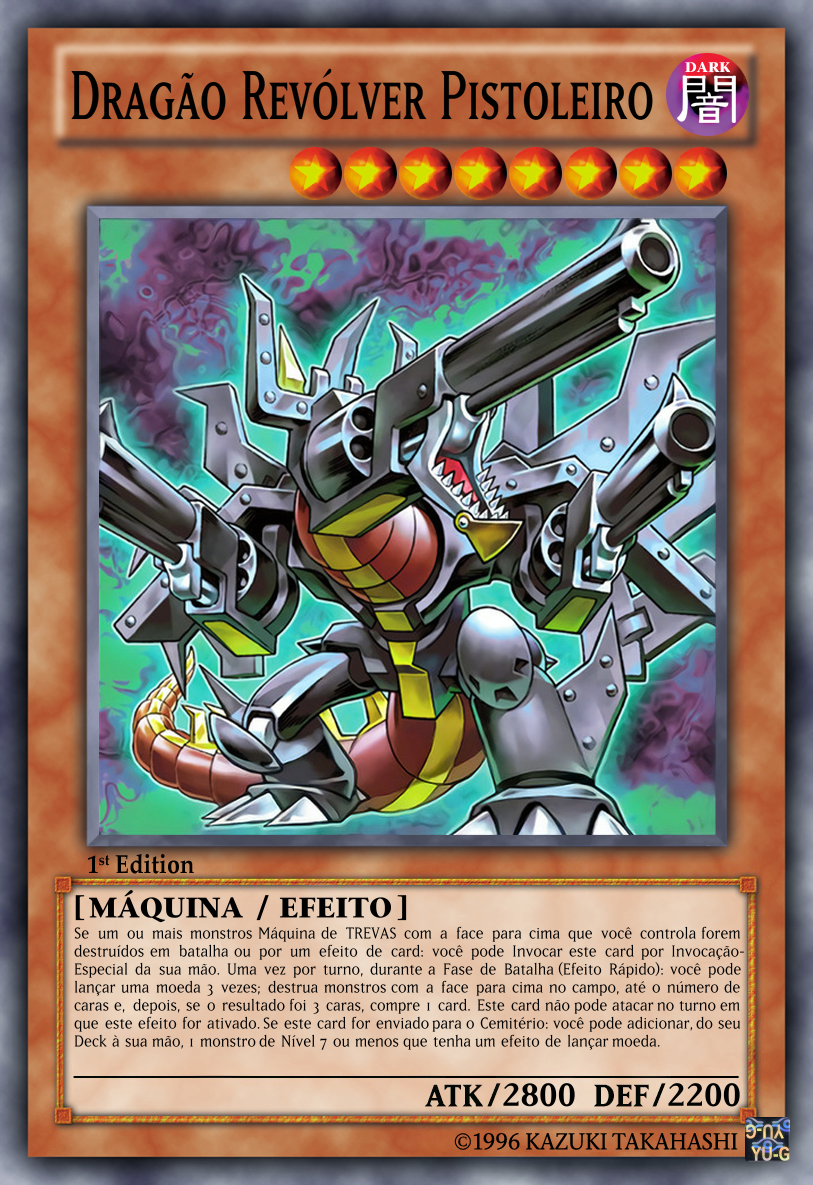 Dragão Revólver Pistoleiro
DARK
闇
1st Edition
[MÁQUINA / EFEITO]
Se um ou mais monstros Máquina de TREVAS com a face para cima que você controla forem
destruídos em batalha ou por um efeito de card: você pode Invocar este card por Invocação-
Especial da sua mão. Uma vez por turno, durante a Fase de Batalha (Efeito Rápido): você pode
lançar uma moeda 3 vezes; destrua monstros com a face para cima no campo, até o número de
caras e, depois, se o resultado foi 3 caras, compre 1 card. Este card não pode atacar no turno em
que este efeito for ativado. Se este card for enviado para o Cemitério: você pode adicionar, do seu
Deck à sua mão, 1 monstro de Nível 7 ou menos que tenha um efeito de lançar moeda.
ATK/2800 DEF/2200
©1996 KAZUKI TAKAHASHI
YU-G
YU-G